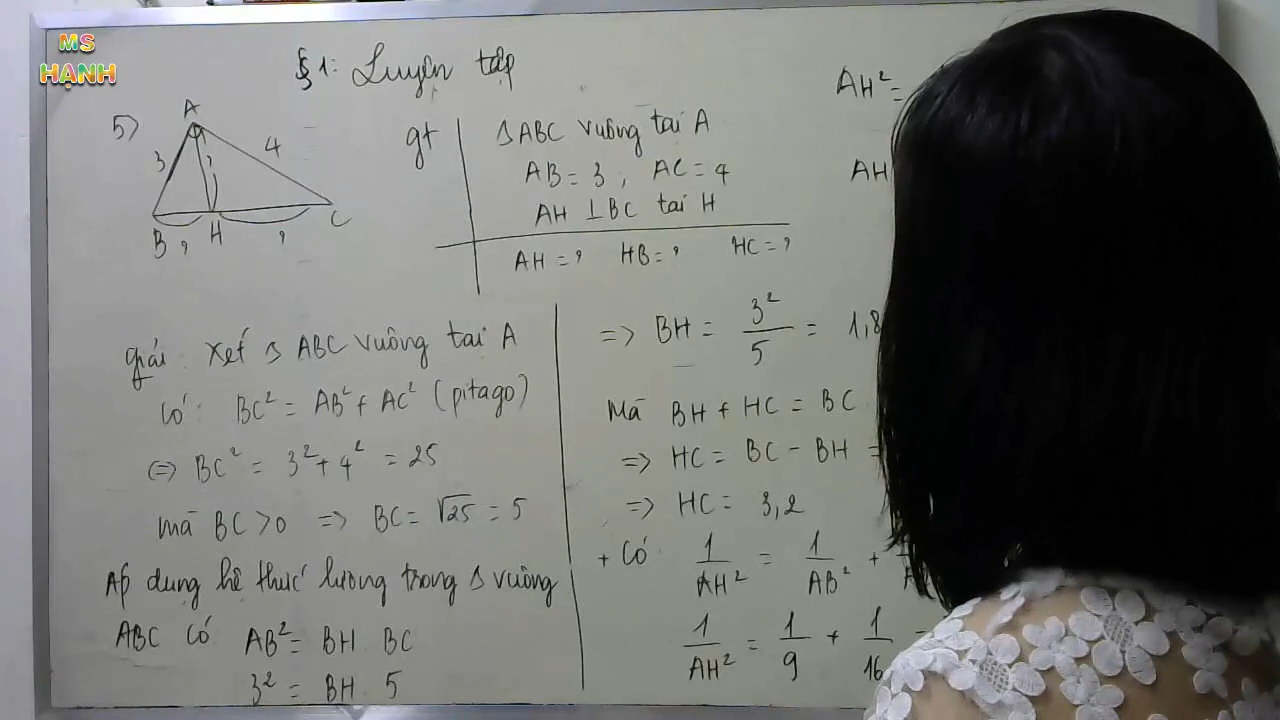 MS
HẠNH
§1: Luyện tập
5)
A
3
?
4
B
?
H
?
C
gt
△ABC vuông tại A
AB = 3, AC = 4
AH ⊥ BC tại H
AH = ? HB = ? HC = ?
giải: Xét △ ABC vuông tại A
Có: BC² = AB² + AC² (pitago)
<=> BC² = 3² + 4² = 25
mà BC > 0 => BC = √25 = 5
Áp dụng hệ thức lượng trong △ vuông
ABC có AB² = BH. BC
3² = BH. 5
=> BH = 3²/5 = 1,8
Mà BH + HC = BC
=> HC = BC - BH =
=> HC = 3,2
+ Có 1/AH² = 1/AB² +
1/AH² = 1/9 + 1/16
AH² =
AH